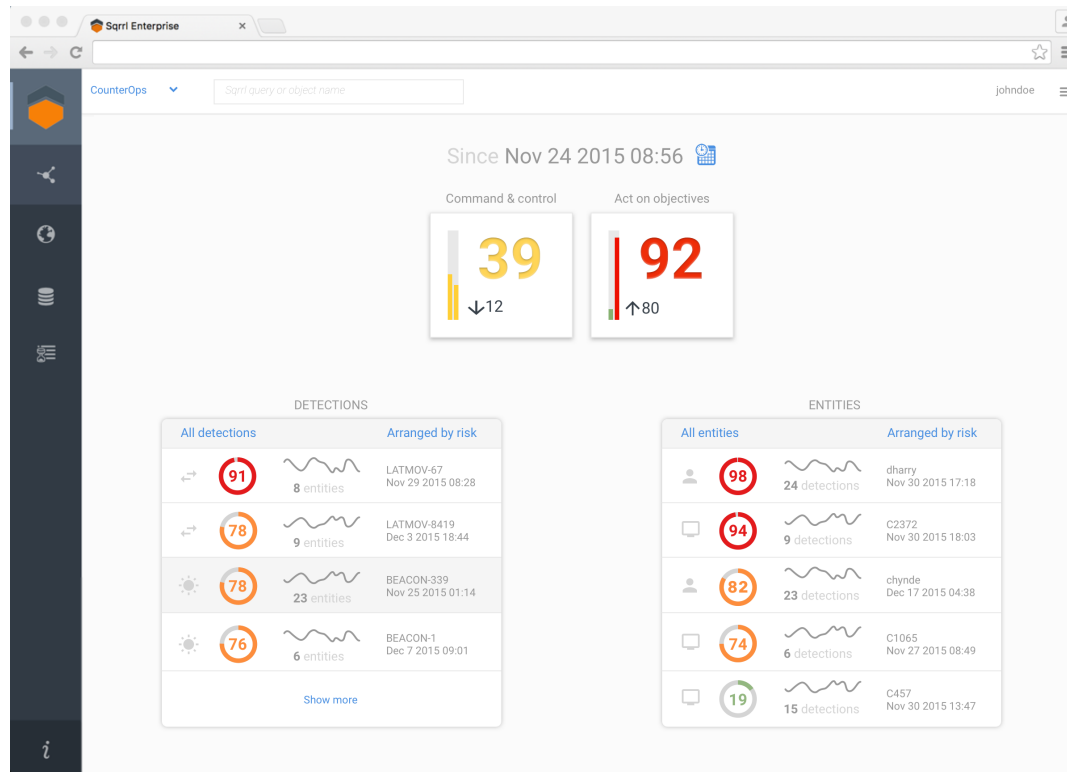 Sqrrl Enterprise
CounterOps
Sqrrl query or object name
johndoe
Since Nov 24 2015 08:56
Command & control
Act on objectives
39
12
92
80
DETECTIONS
All detections
Arranged by risk
91
8 entities
LATMOV-67
Nov 29 2015 08:28
78
9 entities
LATMOV-8419
Dec 3 2015 18:44
78
23 entities
BEACON-339
Nov 25 2015 01:14
76
6 entities
BEACON-1
Dec 7 2015 09:01
Show more
ENTITIES
All entities
Arranged by risk
98
24 detections
dharry
Nov 30 2015 17:18
94
9 detections
C2372
Nov 30 2015 18:03
82
23 detections
chynde
Dec 17 2015 04:38
74
6 detections
C1065
Nov 27 2015 08:49
19
15 detections
C457
Nov 30 2015 13:47
i